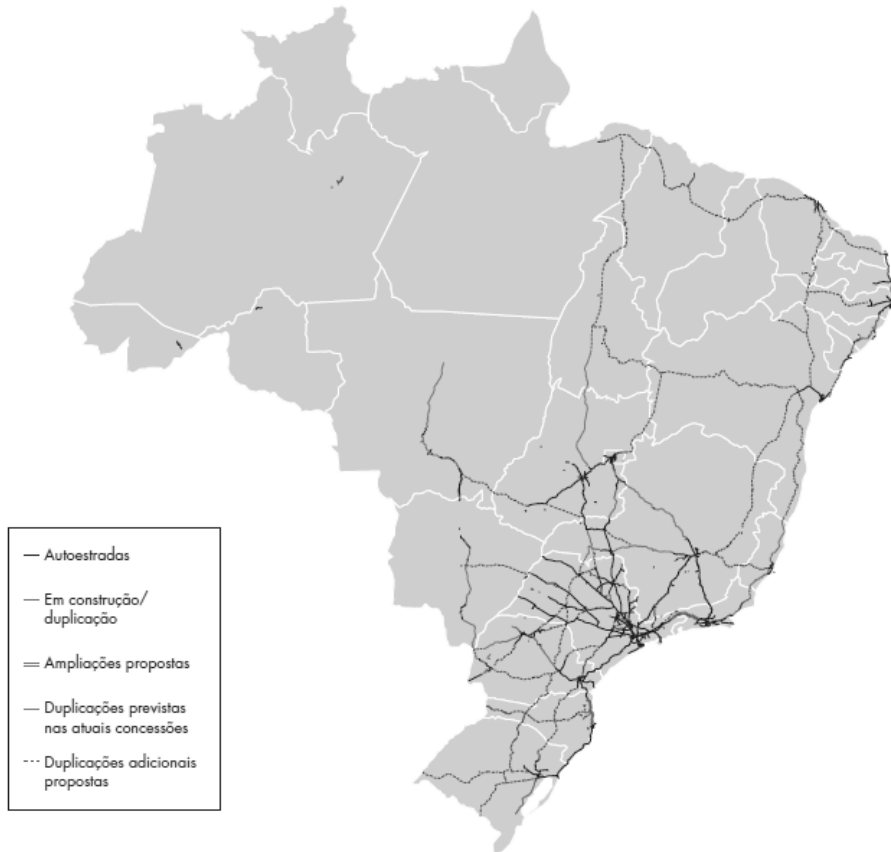 Autoestradas
Em construção/
duplicação
Ampliações propostas
Duplicações previstas
nas atuais concessões
Duplicações adicionais
propostas